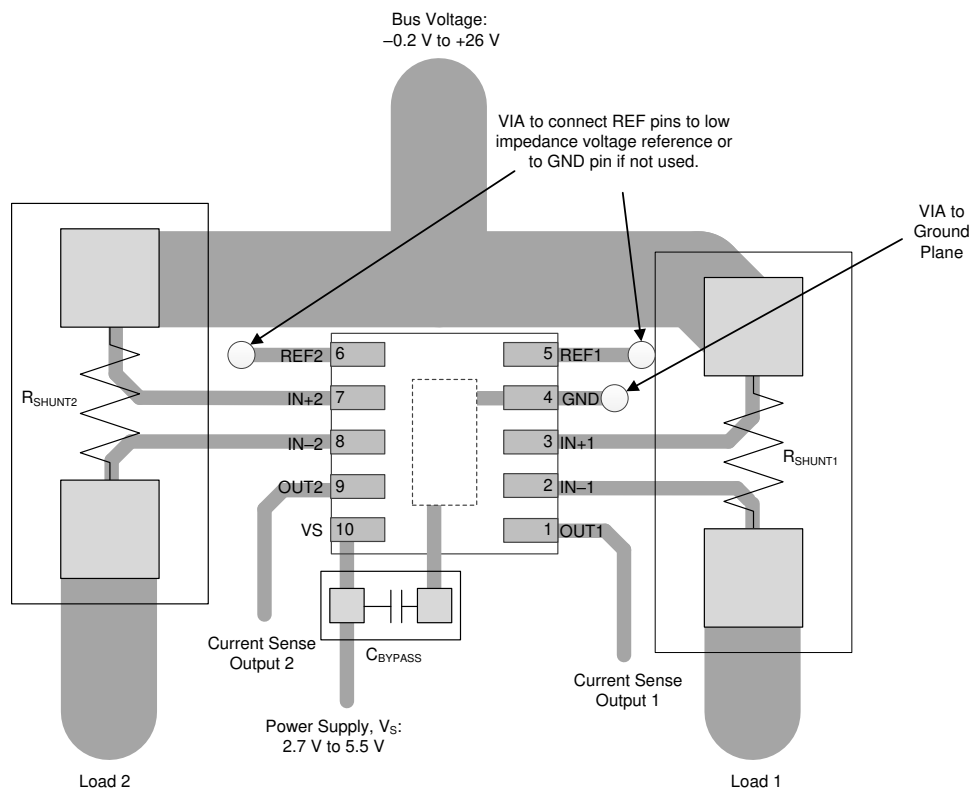 Bus Voltage:
–0.2 V to +26 V
VIA to connect REF pins to low
impedance voltage reference or
to GND pin if not used.
VIA to
Ground
Plane
REF2 6
5 REF1
IN+2 7
4 GND
RSHUNT2
IN–2 8
3 IN+1
RSHUNT1
OUT2 9
2 IN–1
VS 10
1 OUT1
Current Sense
Output 2
CBYPASS
Current Sense
Output 1
Power Supply, VS:
2.7 V to 5.5 V
Load 2
Load 1